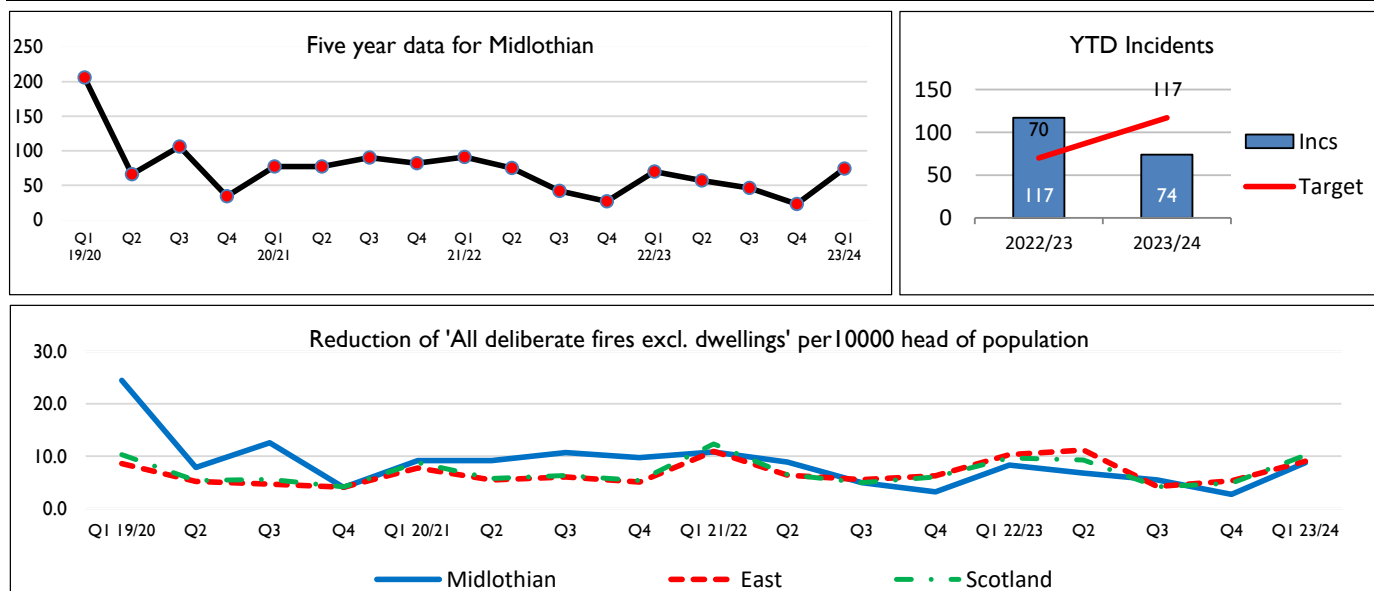 Five year data for Midlothian
250
200
150
100
50
0
Q1 Q2 Q3 Q4 Q1 Q2 Q3 Q4 Q1 Q2 Q3 Q4 Q1 Q2 Q3 Q4 Q1
19/20 20/21 21/22 22/23 23/24
YTD Incidents
150
100
50
0
117
70
117
74
2022/23 2023/24
Incs
Target
Reduction of 'All deliberate fires excl. dwellings' per10000 head of population
30.0
20.0
10.0
0.0
Q1 19/20 Q2 Q3 Q4 Q1 20/21 Q2 Q3 Q4 Q1 21/22 Q2 Q3 Q4 Q1 22/23 Q2 Q3 Q4 Q1 23/24
Midlothian East Scotland